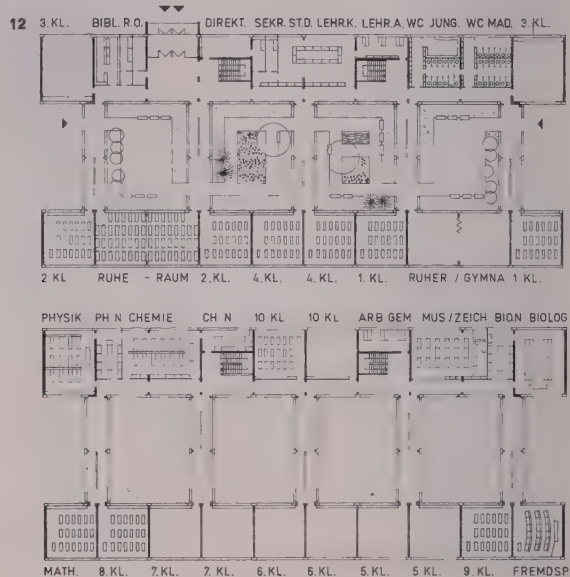 12 3. KL. BIBL. R.O. DIREKT. SEKR. ST.D. LEHR.K. LEHR.A. WC JUNG. WC MAD. 3. KL.
2 KL RUHE - RAUM 2. KL. 4. KL. 4. KL. 1. KL. RUHER / GYMNA 1 KL.
PHYSIK PH N CHEMIE CH N 10 KL 10 KL ARB GEM MUS / ZEICH BIO.N BIOLOG
MATH. 8. KL. 7. KL. 7. KL. 6. KL. 6. KL. 5. KL. 5 KL. 9. KL. FREMDSP